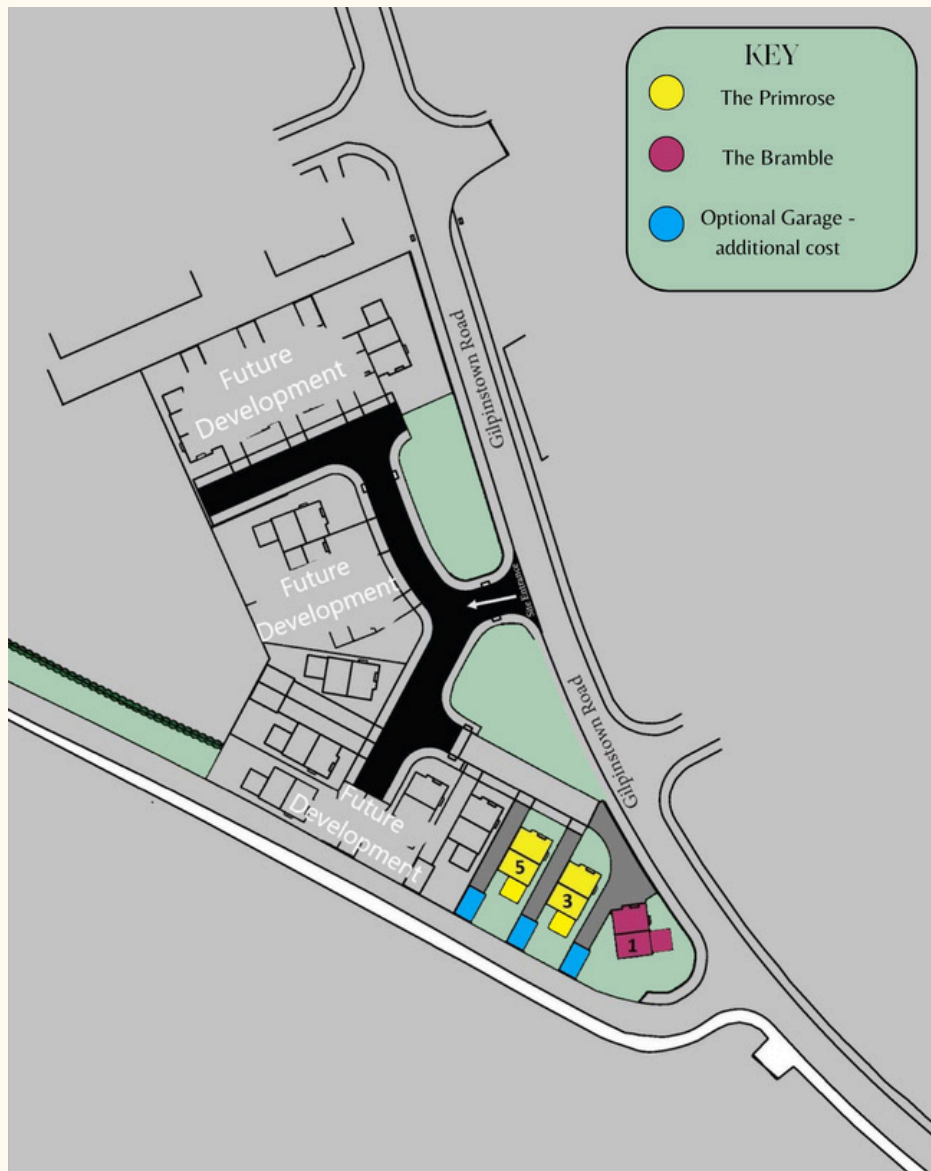 KEY
The Primrose
The Bramble
Optional Garage -
additional cost
Gilpinstown Road
Future
Development
Site Entrance
Future
Development
Gilpinstown Road
Future
Development
5
3
1